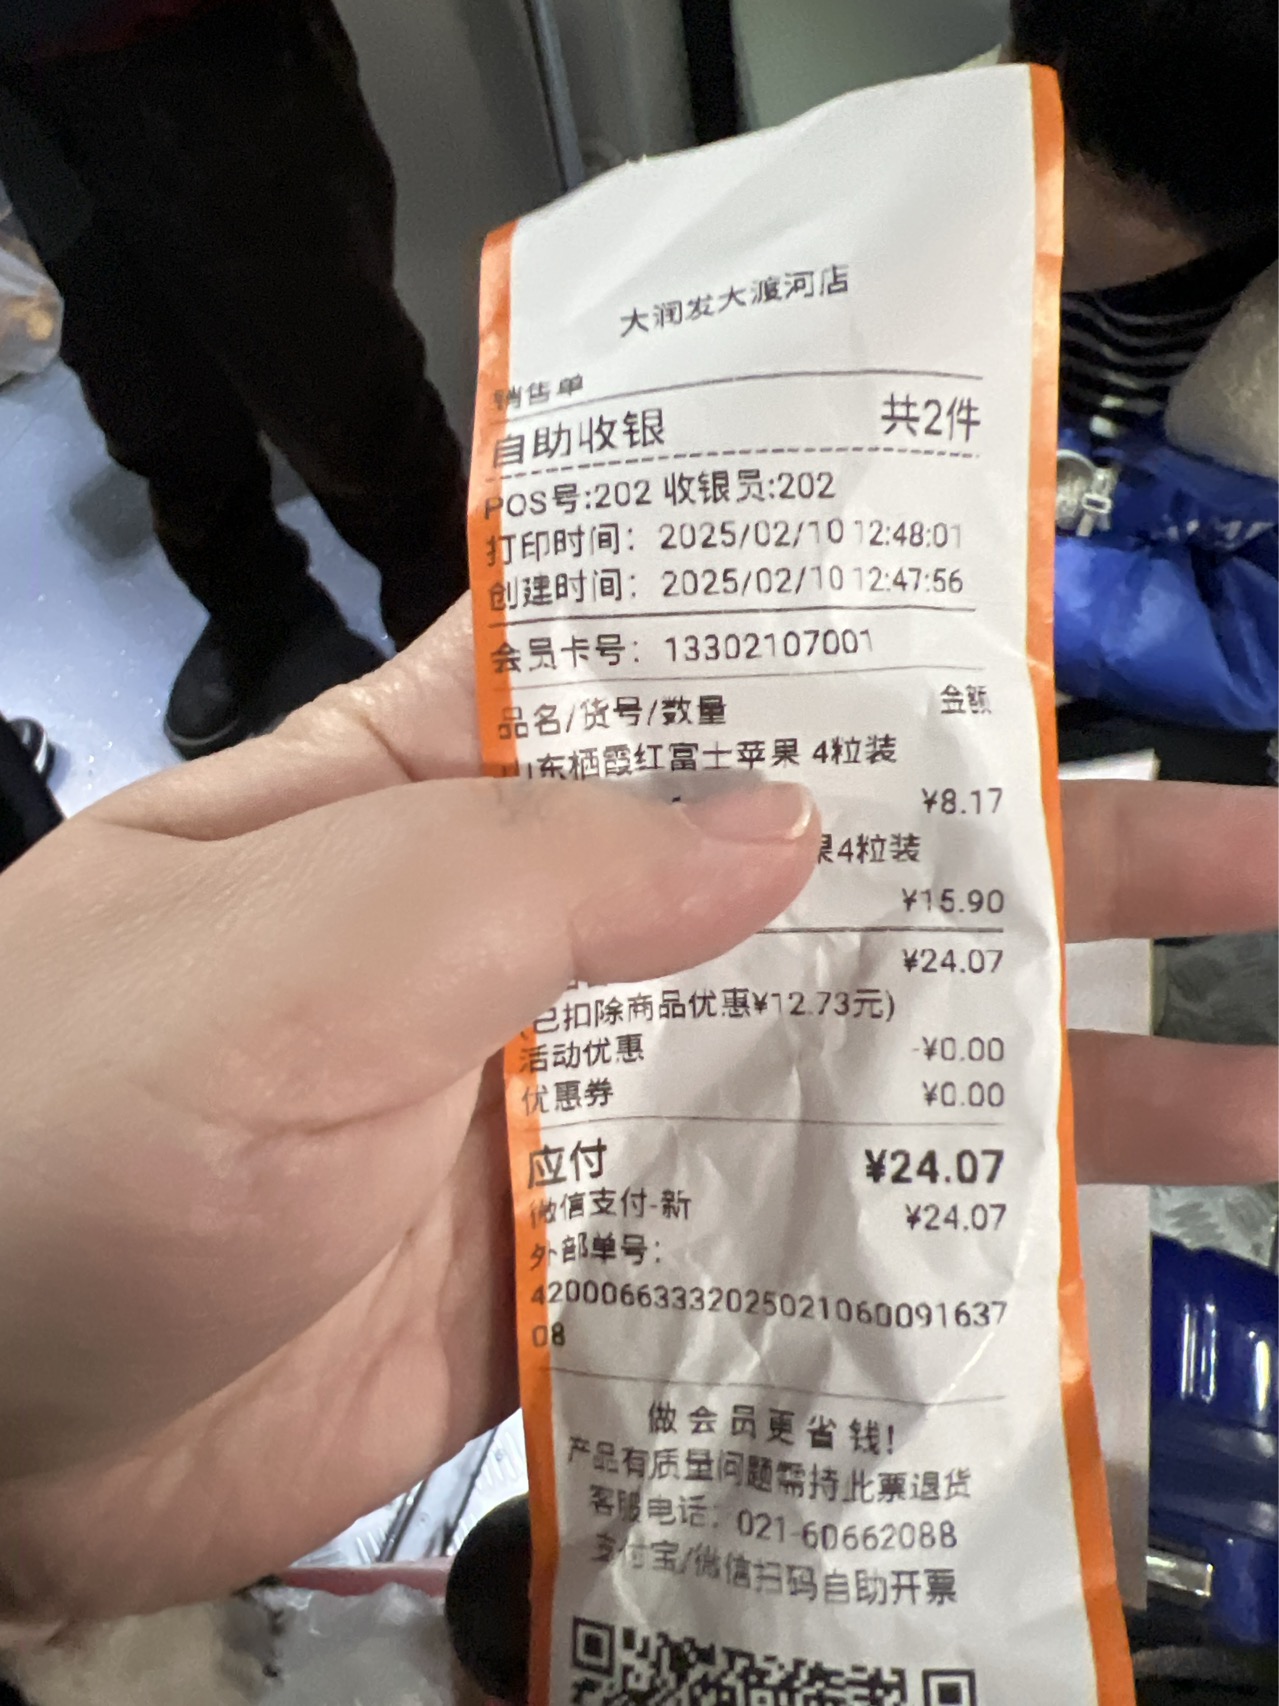 大润发大渡河店
销售单
自助收银 共2件
POS号:202 收银员:202
打印时间: 2025/02/10 12:48:01
创建时间: 2025/02/10 12:47:56
会员卡号: 13302107001
品名/货号/数量 金额
山东栖霞红富士苹果 4粒装
¥8.17
果4粒装
¥15.90
¥24.07
(已扣除商品优惠¥12.73元)
活动优惠 -¥0.00
优惠券 ¥0.00
应付 ¥24.07
微信支付-新 ¥24.07
外部单号:
42000663332025021060091637
08
做会员更省钱!
产品有质量问题需持此票退货
客服电话: 021-60662088
支付宝/微信扫码自助开票